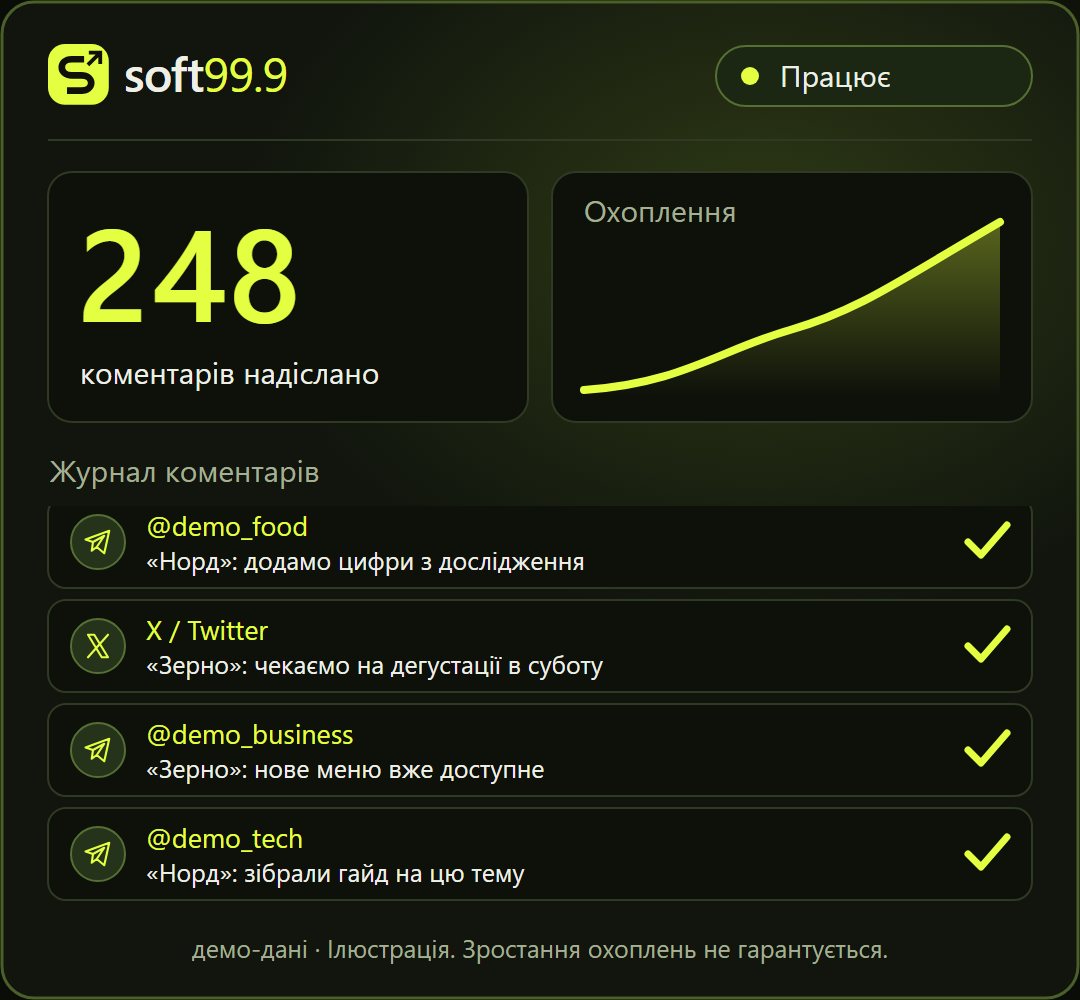 soft99.9
Працює
248
коментарів надіслано
Охоплення
Журнал коментарів
@demo_food
«Норд»: додамо цифри з дослідження
X / Twitter
«Зерно»: чекаємо на дегустації в суботу
@demo_business
«Зерно»: нове меню вже доступне
@demo_tech
«Норд»: зібрали гайд на цю тему
демо-дані · Ілюстрація. Зростання охоплень не гарантується.